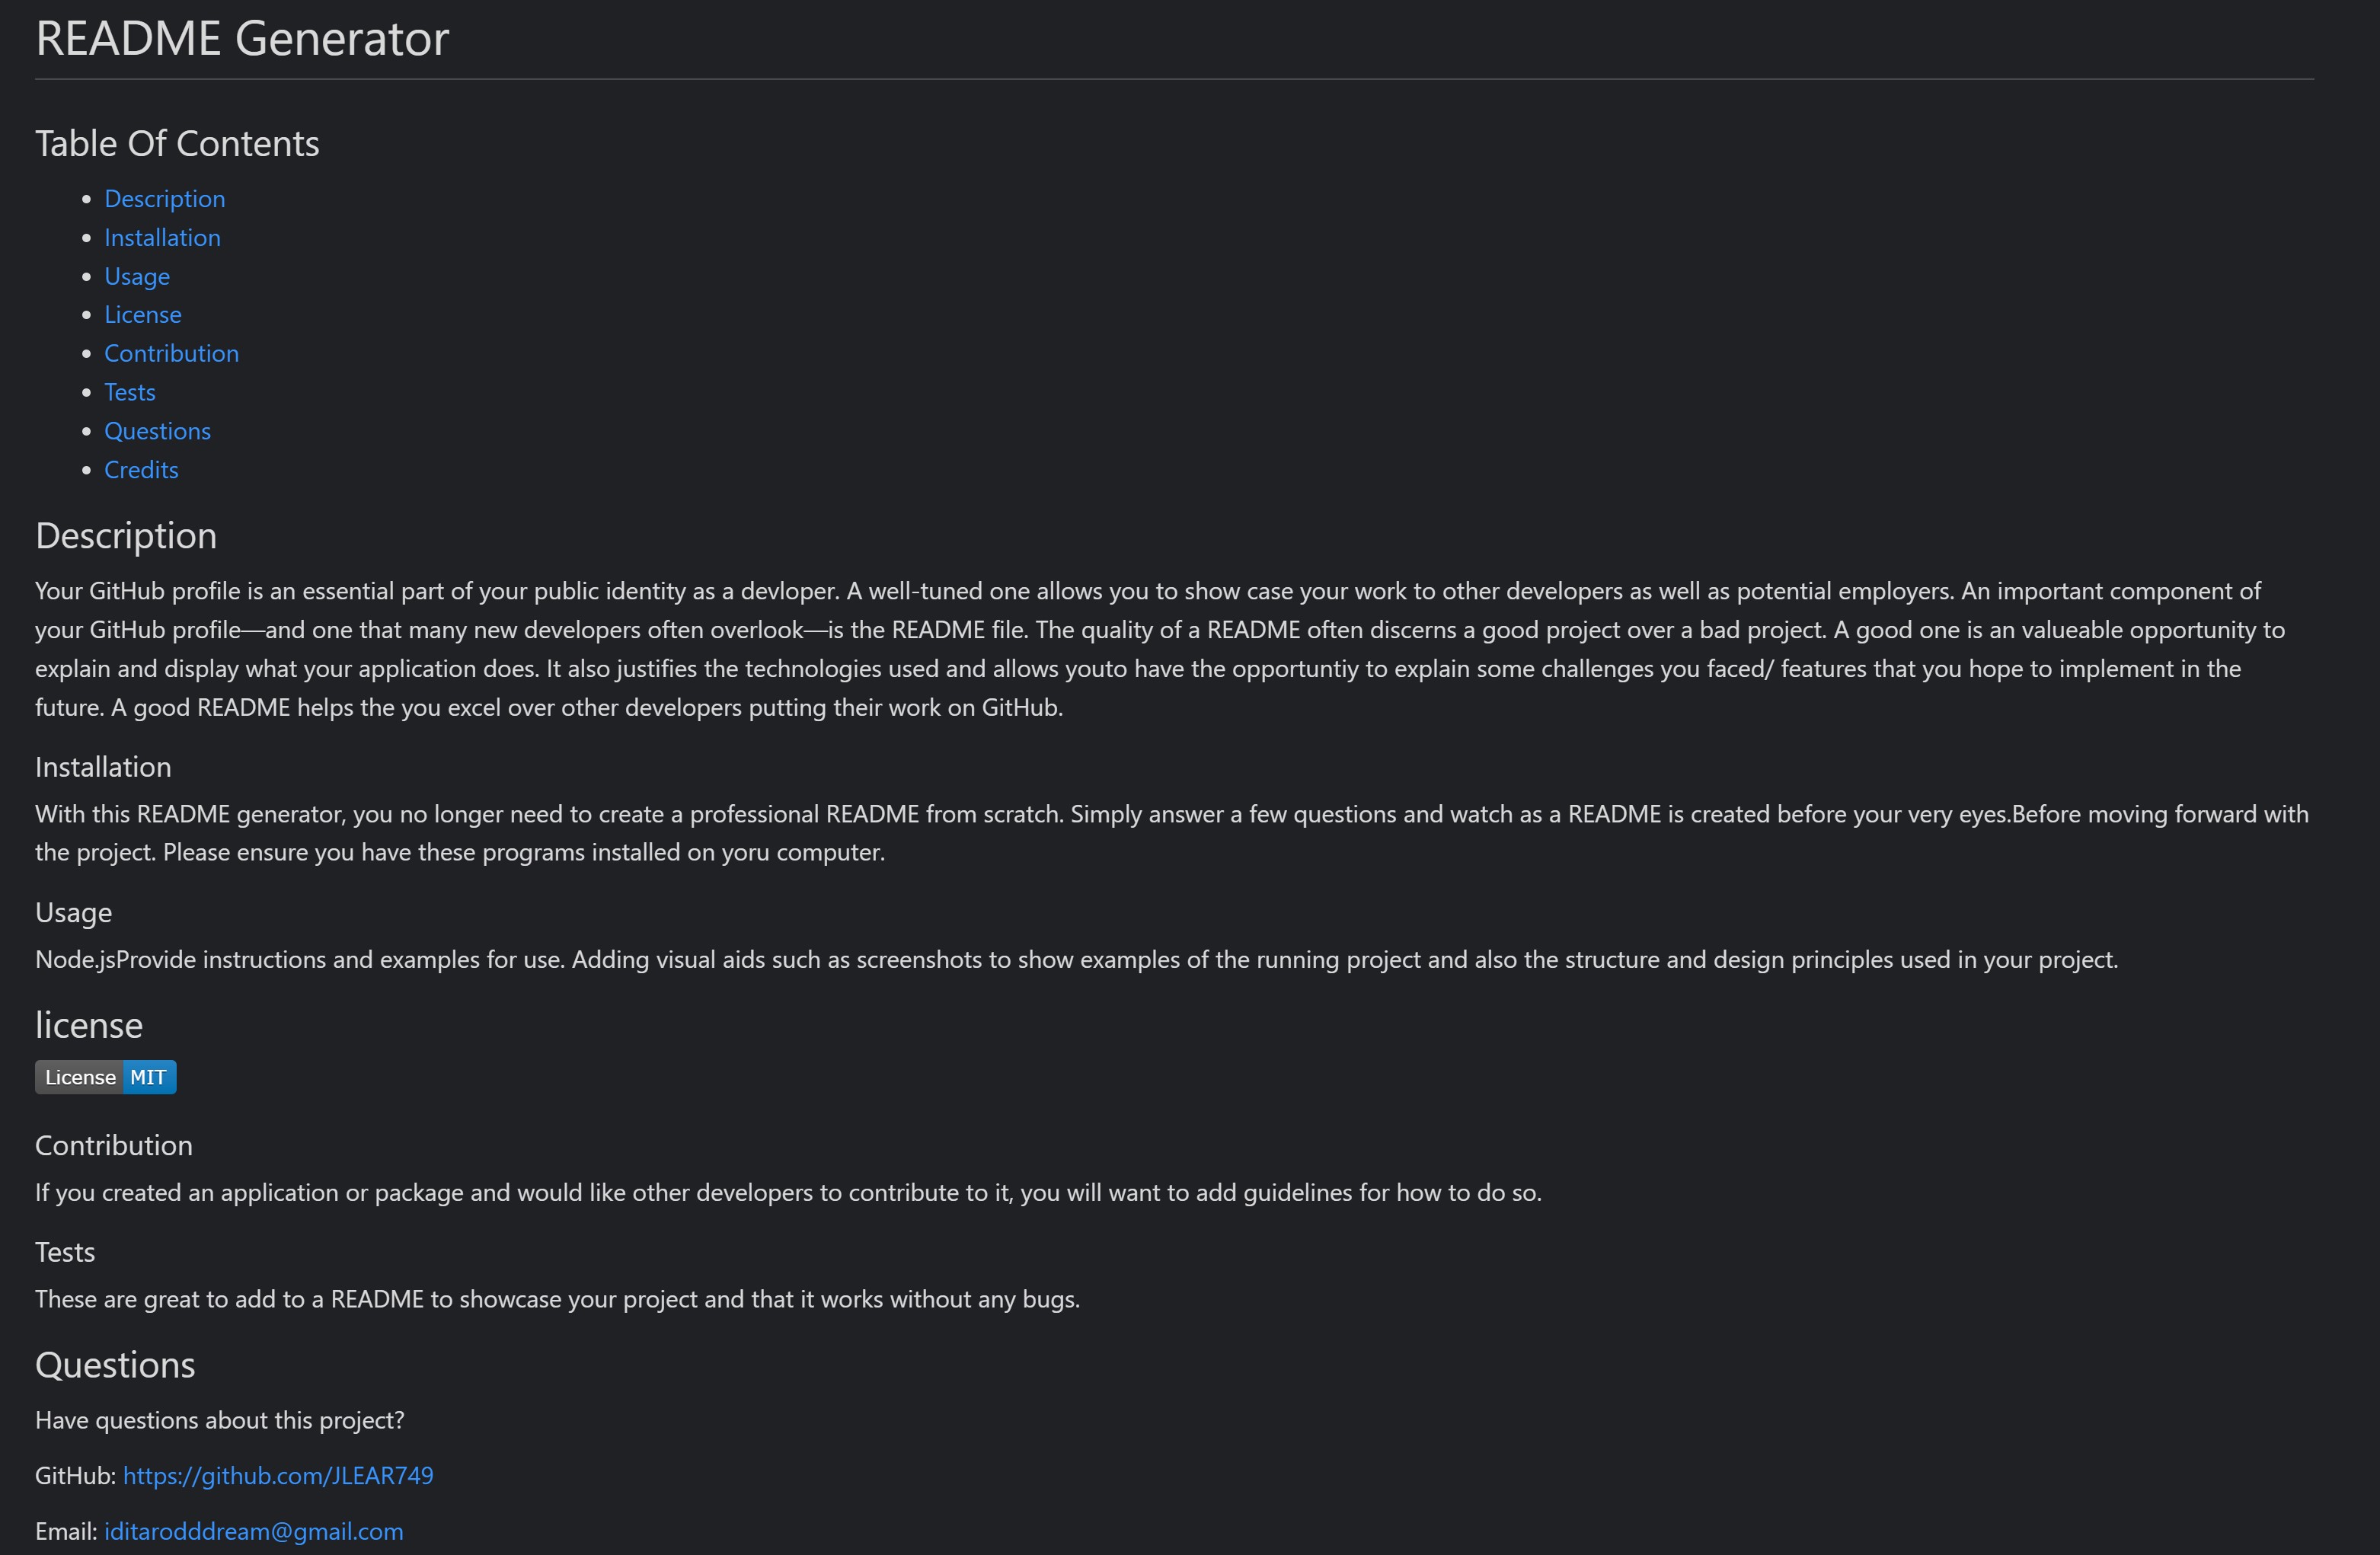 README Generator
Table Of Contents
Description
Installation
Usage
License
Contribution
Tests
Questions
Credits
Description
Your GitHub profile is an essential part of your public identity as a devloper. A well-tuned one allows you to show case your work to other developers as well as potential employers. An important component of
your GitHub profile—and one that many new developers often overlook—is the README file. The quality of a README often discerns a good project over a bad project. A good one is an valueable opportunity to
explain and display what your application does. It also justifies the technologies used and allows youto have the opportuntiy to explain some challenges you faced/ features that you hope to implement in the
future. A good README helps the you excel over other developers putting their work on GitHub.
Installation
With this README generator, you no longer need to create a professional README from scratch. Simply answer a few questions and watch as a README is created before your very eyes.Before moving forward with
the project. Please ensure you have these programs installed on yoru computer.
Usage
Node.jsProvide instructions and examples for use. Adding visual aids such as screenshots to show examples of the running project and also the structure and design principles used in your project.
license
License MIT
Contribution
If you created an application or package and would like other developers to contribute to it, you will want to add guidelines for how to do so.
Tests
These are great to add to a README to showcase your project and that it works without any bugs.
Questions
Have questions about this project?
GitHub: https://github.com/JLEAR749
Email: iditarodddream@gmail.com